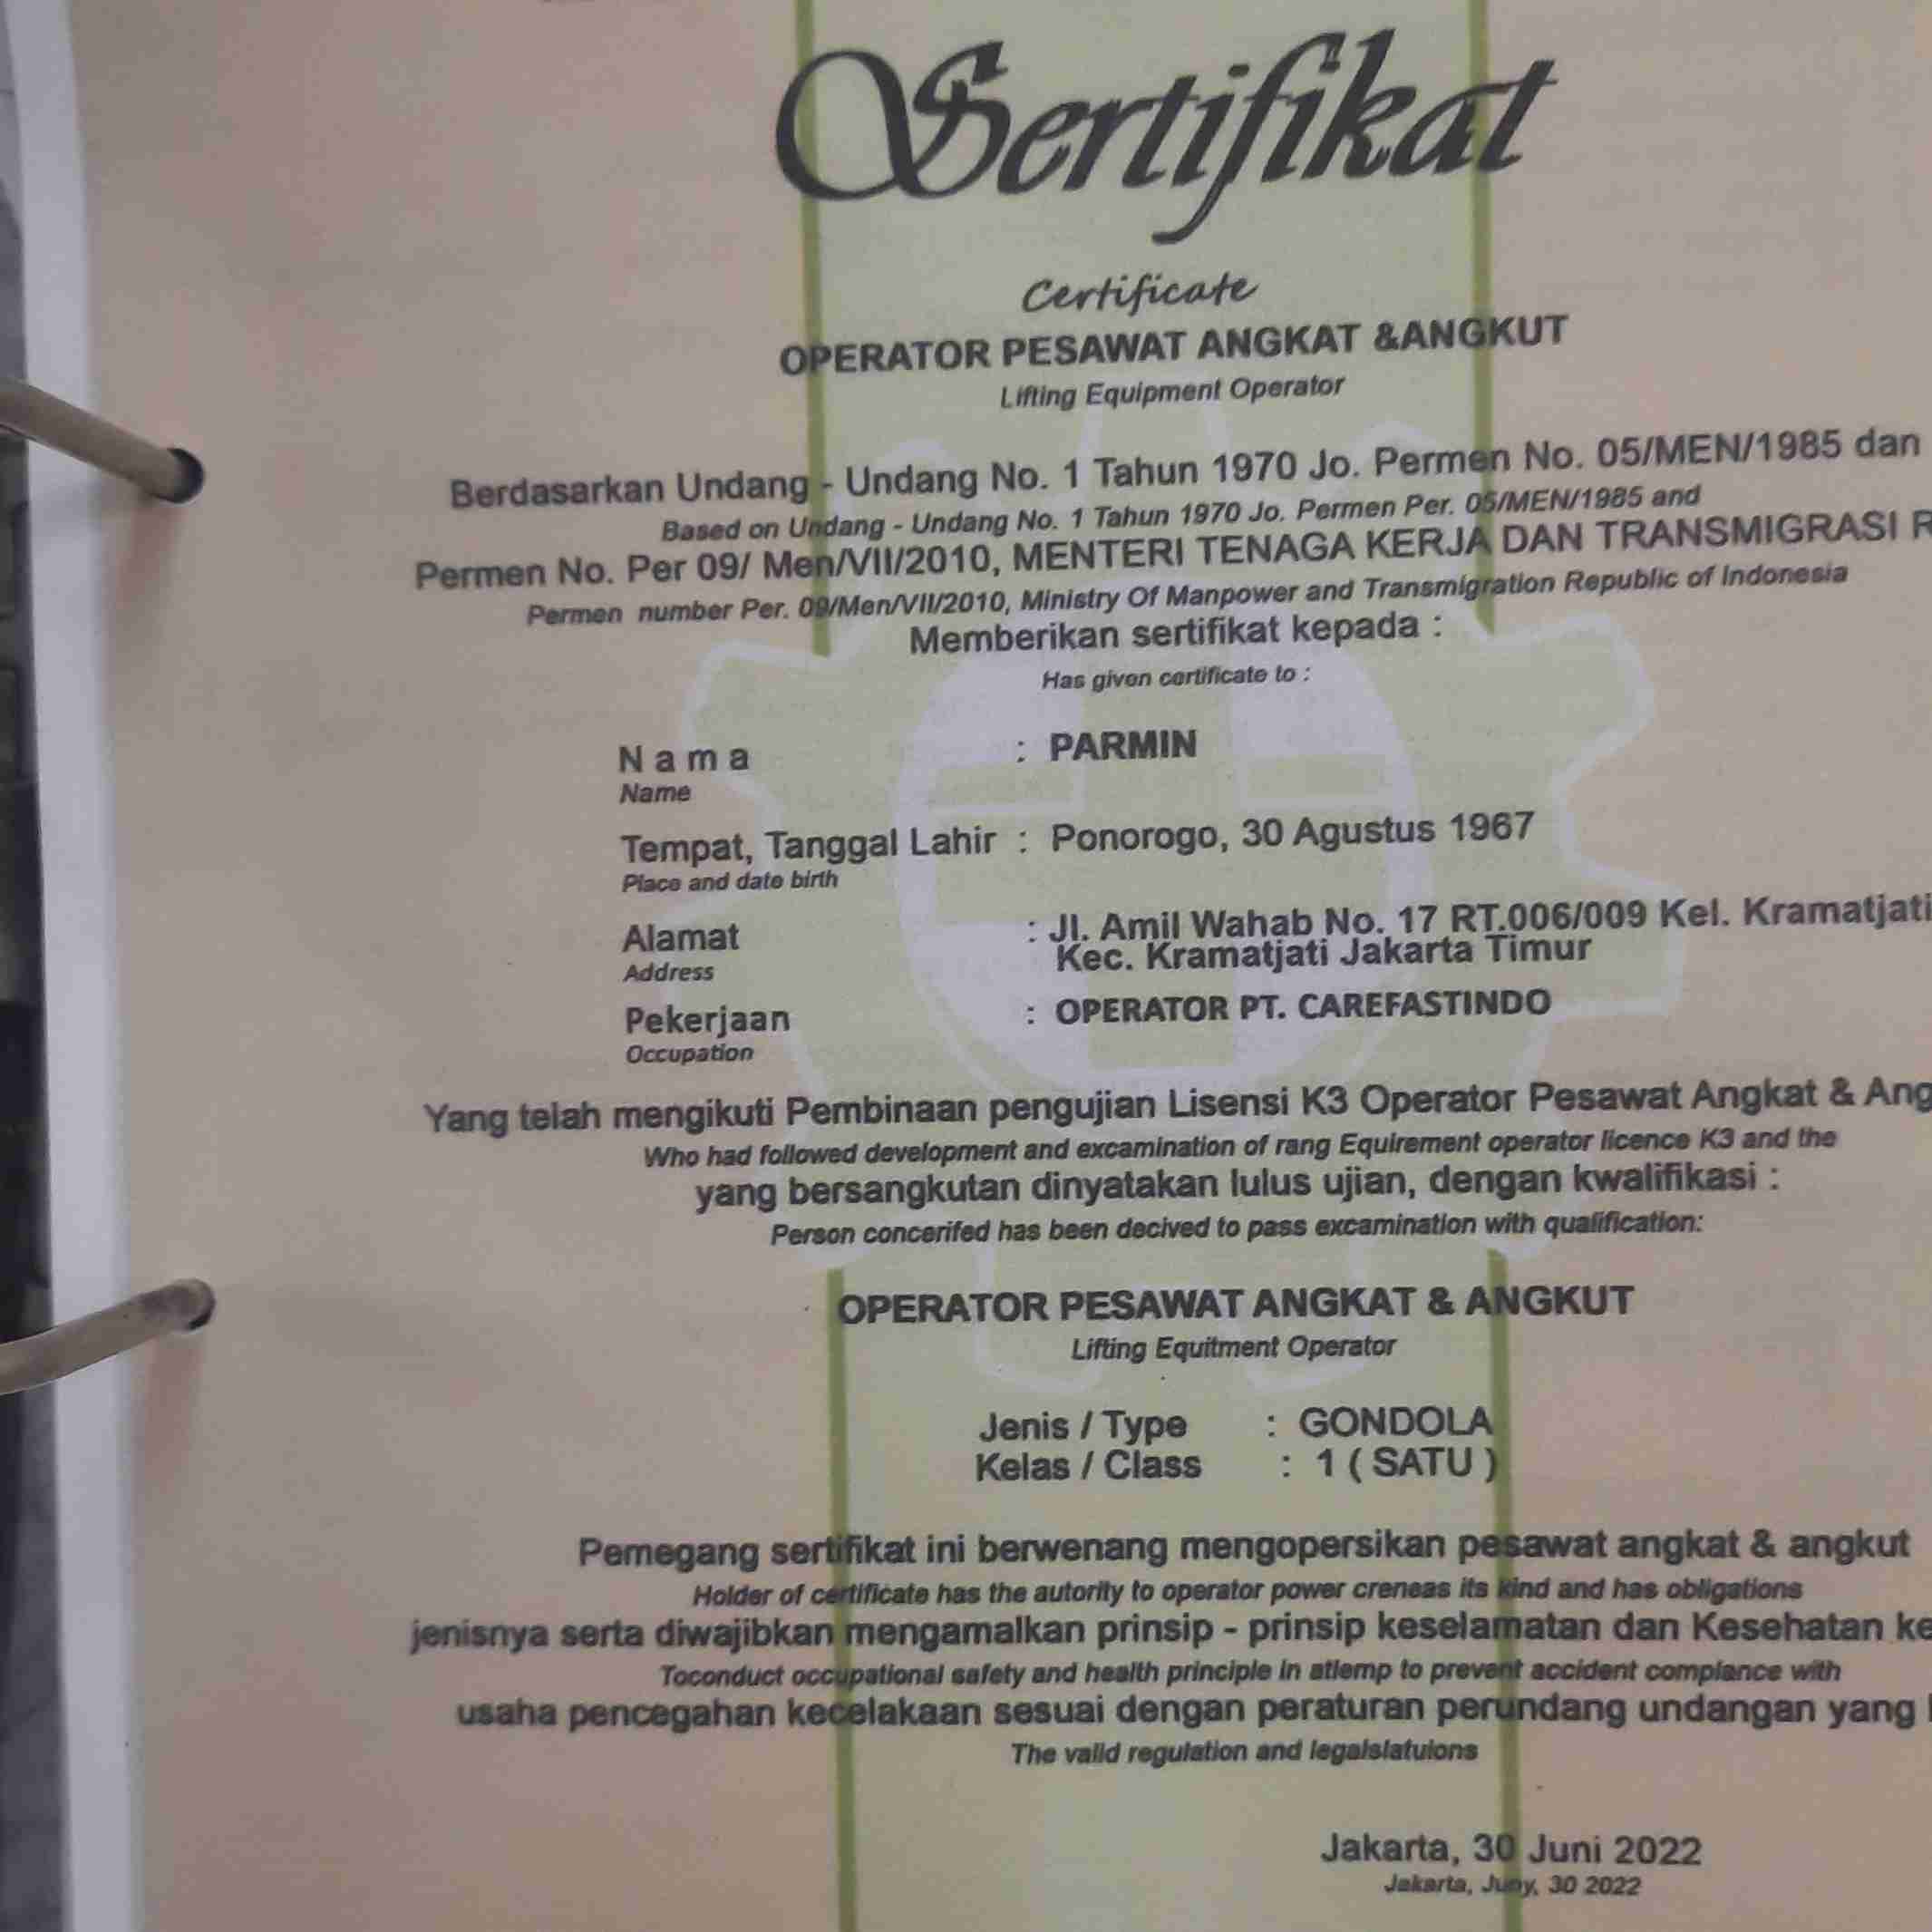 Sertifikat
Certificate
OPERATOR PESAWAT ANGKAT &ANGKUT
Lifting Equipment Operator
Berdasarkan Undang - Undang No. 1 Tahun 1970 Jo. Permen No. 05/MEN/1985 dan
Based on Undang - Undang No. 1 Tahun 1970 Jo. Permen Per. 05/MEN/1985 and
Permen No. Per 09/ Men/VII/2010, MENTERI TENAGA KERJA DAN TRANSMIGRASI
Permen number Per. 09/Men/VII/2010, Ministry Of Manpower and Transmigration Republic of Indonesia
Memberikan sertifikat kepada :
Has given certificate to :
N a m a : PARMIN
Name
Tempat, Tanggal Lahir : Ponorogo, 30 Agustus 1967
Place and date birth
Alamat : Jl. Amil Wahab No. 17 RT.006/009 Kel. Kramatjati
Kec. Kramatjati Jakarta Timur
Address
Pekerjaan : OPERATOR PT. CAREFASTINDO
Occupation
Yang telah mengikuti Pembinaan pengujian Lisensi K3 Operator Pesawat Angkat & Ang
Who had followed development and excamination of rang Equirement operator licence K3 and the
yang bersangkutan dinyatakan lulus ujian, dengan kwalifikasi :
Person concerifed has been decived to pass excamination with qualification:
OPERATOR PESAWAT ANGKAT & ANGKUT
Lifting Equitment Operator
Jenis / Type : GONDOLA
Kelas / Class : 1 ( SATU )
Pemegang sertifikat ini berwenang mengopersikan pesawat angkat & angkut
Holder of certificate has the autority to operator power creneas its kind and has obligations
jenisnya serta diwajibkan mengamalkan prinsip - prinsip keselamatan dan Kesehatan ke
Toconduct occupational safety and health principle in atlemp to prevent accident complance with
usaha pencegahan kecelakaan sesuai dengan peraturan perundang undangan yang
The valid regulation and legalslatuions
Jakarta, 30 Juni 2022
Jakarta, Juny, 30 2022